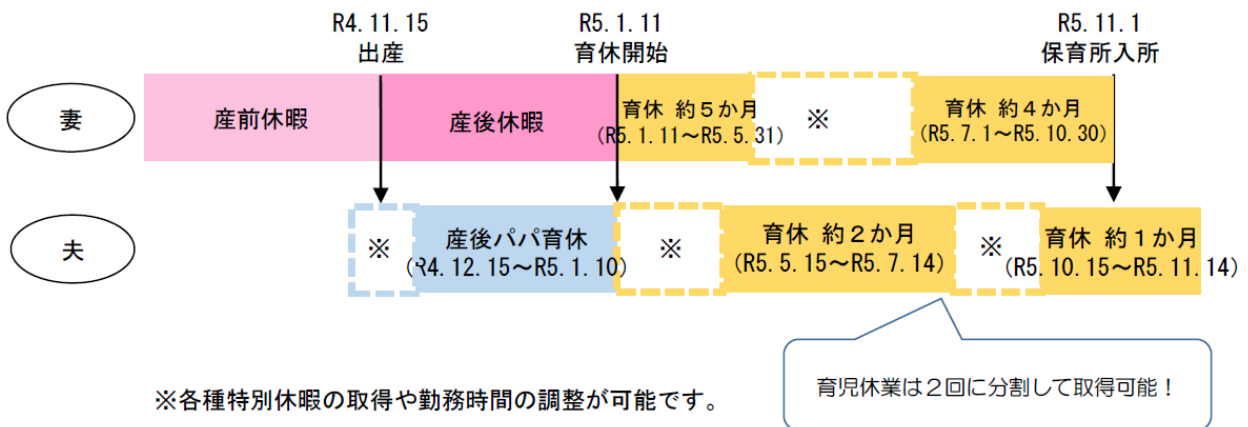 R4.11.15
出産
R5.1.11
育休開始
R5.11.1
保育所入所
妻
産前休暇
産後休暇
育休 約５か月
(R5.1.11～R5.5.31)
※
育休 約４か月
(R5.7.1～R5.10.30)
夫
※
産後パパ育休
(R4.12.15～R5.1.10)
※
育休 約２か月
(R5.5.15～R5.7.14)
※
育休 約１か月
(R5.10.15～R5.11.14)
育児休業は２回に分割して取得可能！
※各種特別休暇の取得や勤務時間の調整が可能です。